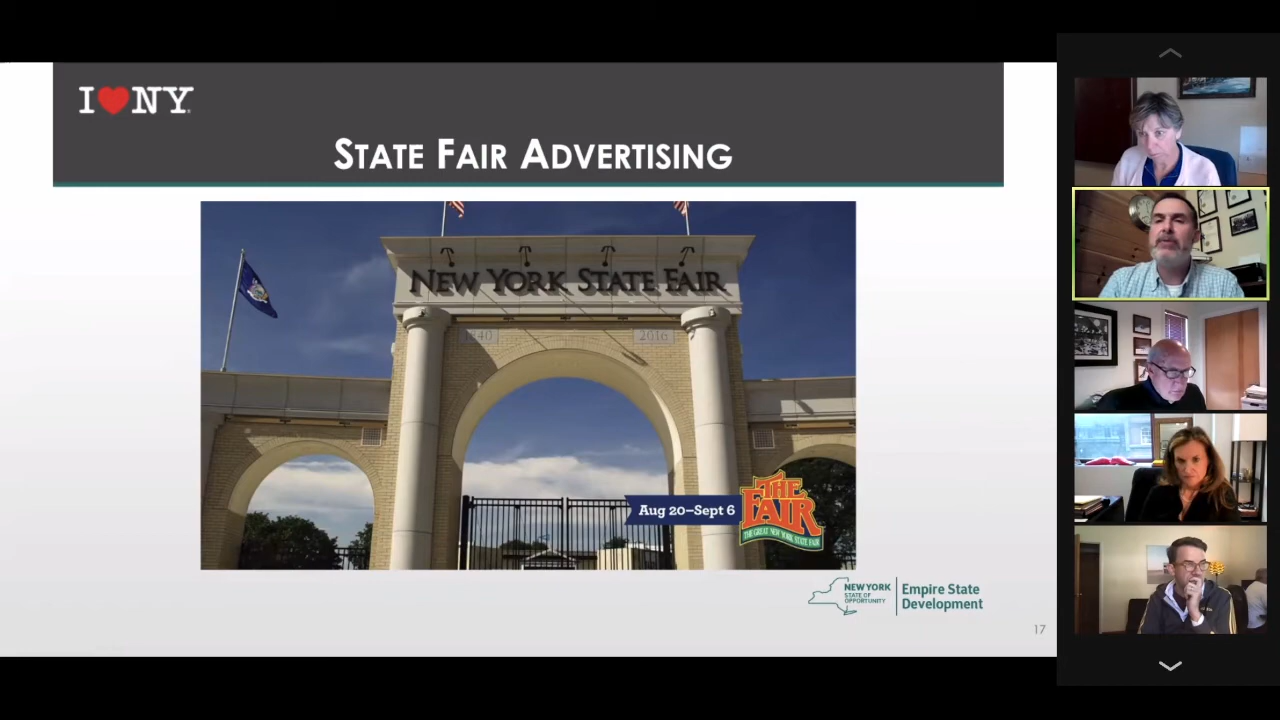 I NY
STATE FAIR ADVERTISING
NEW YORK STATE FAIR
1840
2016
Aug 20–Sept 6
THE
FAIR
THE GREAT NEW YORK STATE FAIR
NEW YORK
STATE OF
OPPORTUNITY
Empire State
Development
17